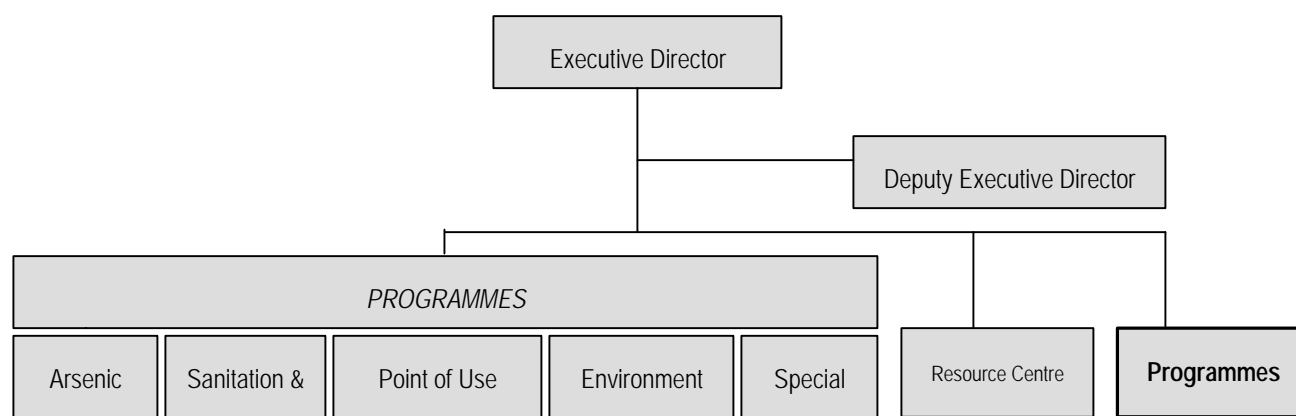 Executive Director
Deputy Executive Director
PROGRAMMES
Arsenic
Sanitation &
Point of Use
Environment
Special
Resource Centre
Programmes